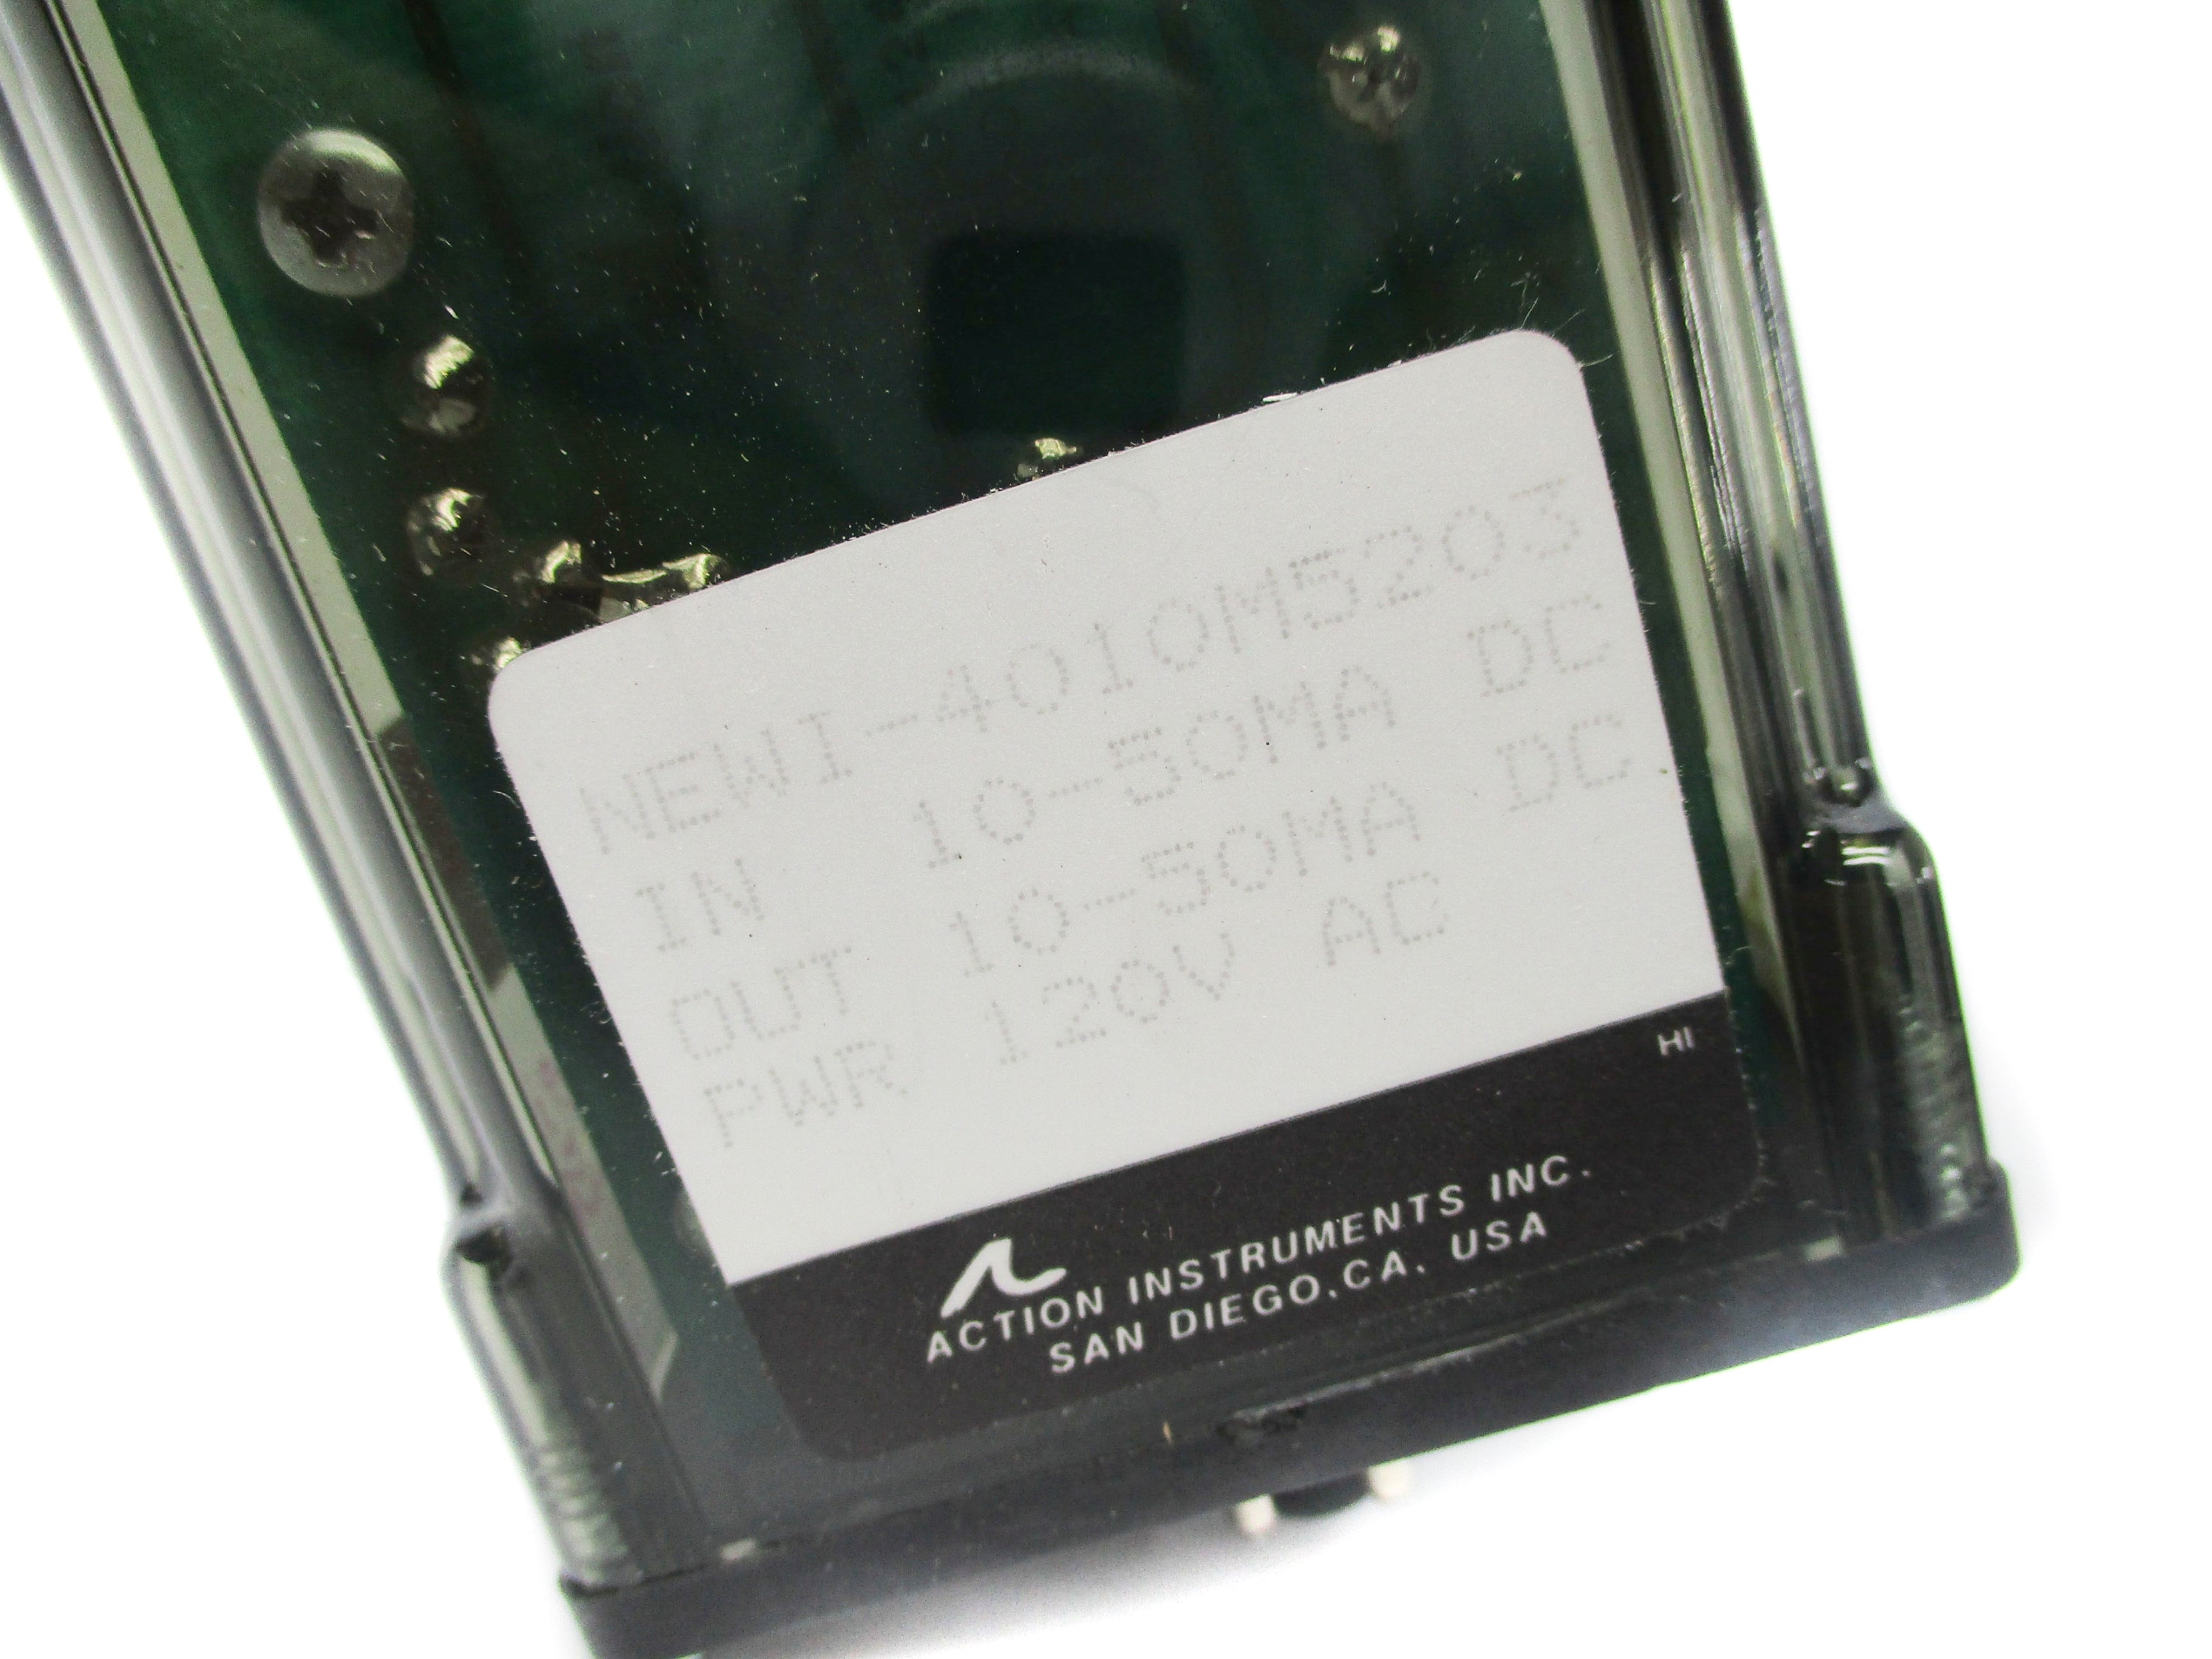 NEWI-4010M5203
IN 10-50MA DC
OUT 10-50MA DC
PWR 120V AC
HI
ACTION INSTRUMENTS INC.
SAN DIEGO, CA. USA